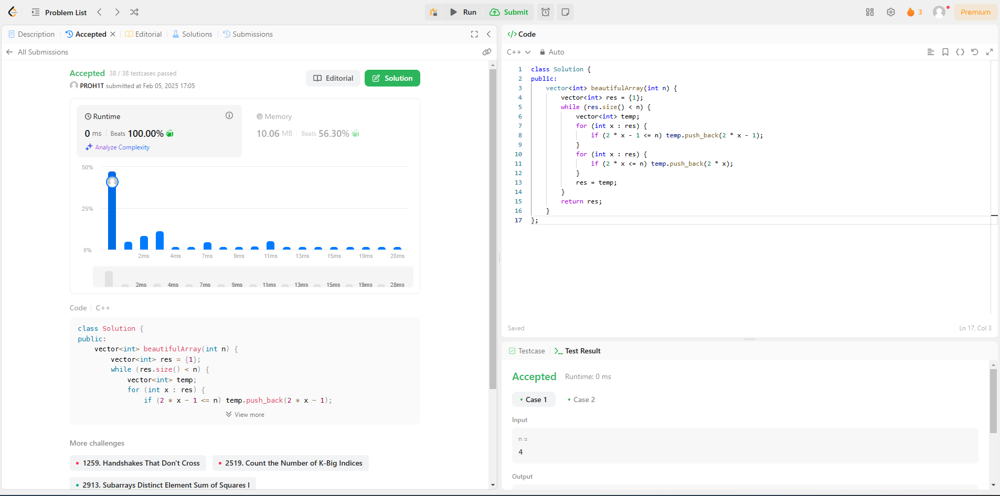 Problem List
Run
Submit
3
Premium
Description
Accepted
Editorial
Solutions
Submissions
All Submissions
Accepted 38 / 38 testcases passed
PROH1T submitted at Feb 05, 2025 17:05
Editorial
Solution
Runtime
0 ms Beats 100.00%
Analyze Complexity
Memory
10.06 MB Beats 56.30%
50%
25%
0%
2ms 4ms 7ms 9ms 11ms 13ms 15ms 19ms 28ms
2ms 4ms 7ms 9ms 11ms 13ms 15ms 19ms 28ms
Code C++
class Solution {
public:
    vector<int> beautifulArray(int n) {
        vector<int> res = {1};
        while (res.size() < n) {
            vector<int> temp;
            for (int x : res) {
                if (2 * x - 1 <= n) temp.push_back(2 * x - 1);
View more
More challenges
1259. Handshakes That Don't Cross
2519. Count the Number of K-Big Indices
2913. Subarrays Distinct Element Sum of Squares I
</> Code
C++ Auto
1 class Solution {
2 public:
3     vector<int> beautifulArray(int n) {
4         vector<int> res = {1};
5         while (res.size() < n) {
6             vector<int> temp;
7             for (int x : res) {
8                 if (2 * x - 1 <= n) temp.push_back(2 * x - 1);
9             }
10             for (int x : res) {
11                 if (2 * x <= n) temp.push_back(2 * x);
12             }
13             res = temp;
14         }
15         return res;
16     }
17 };
Saved
Ln 17, Col 3
Testcase
Test Result
Accepted Runtime: 0 ms
Case 1
Case 2
Input
n =
4
Output